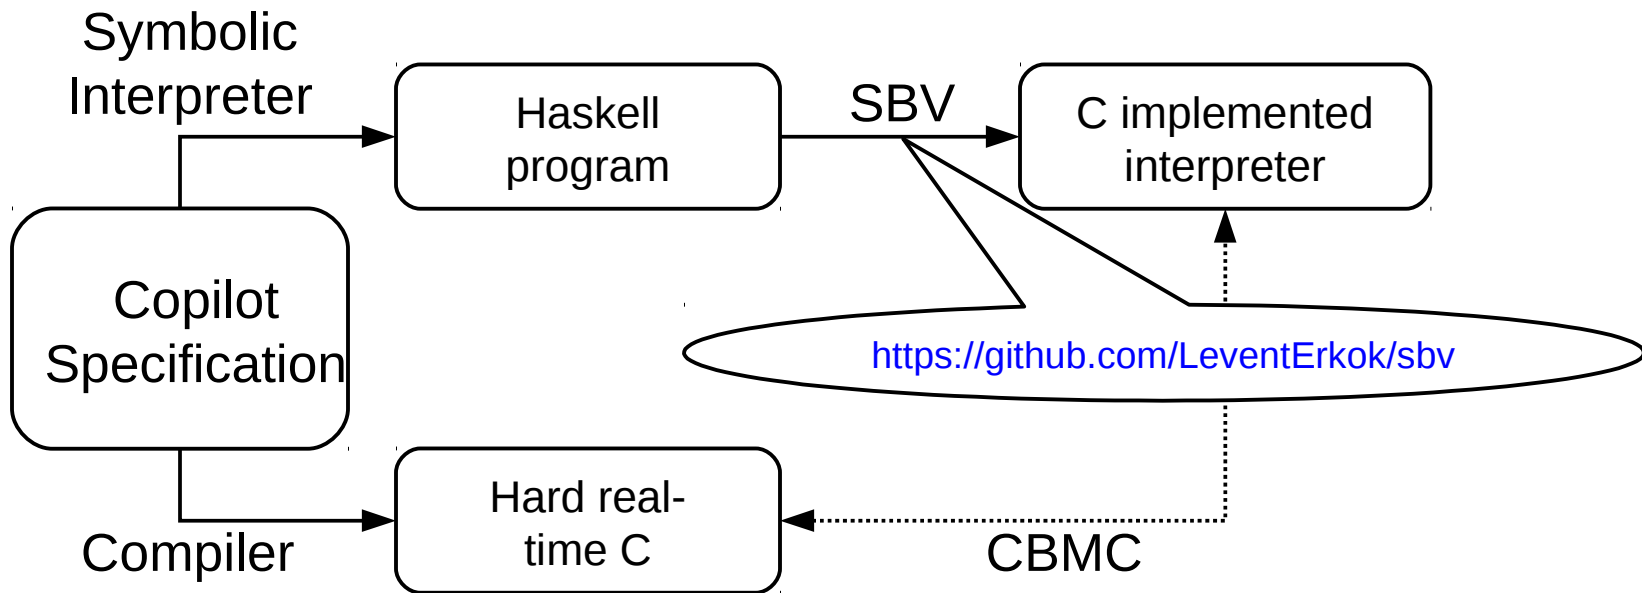 Symbolic
Interpreter
Haskell
program
SBV
C implemented
interpreter
Copilot
Specification
https://github.com/LeventErkok/sbv
Hard real-
time C
Compiler
CBMC